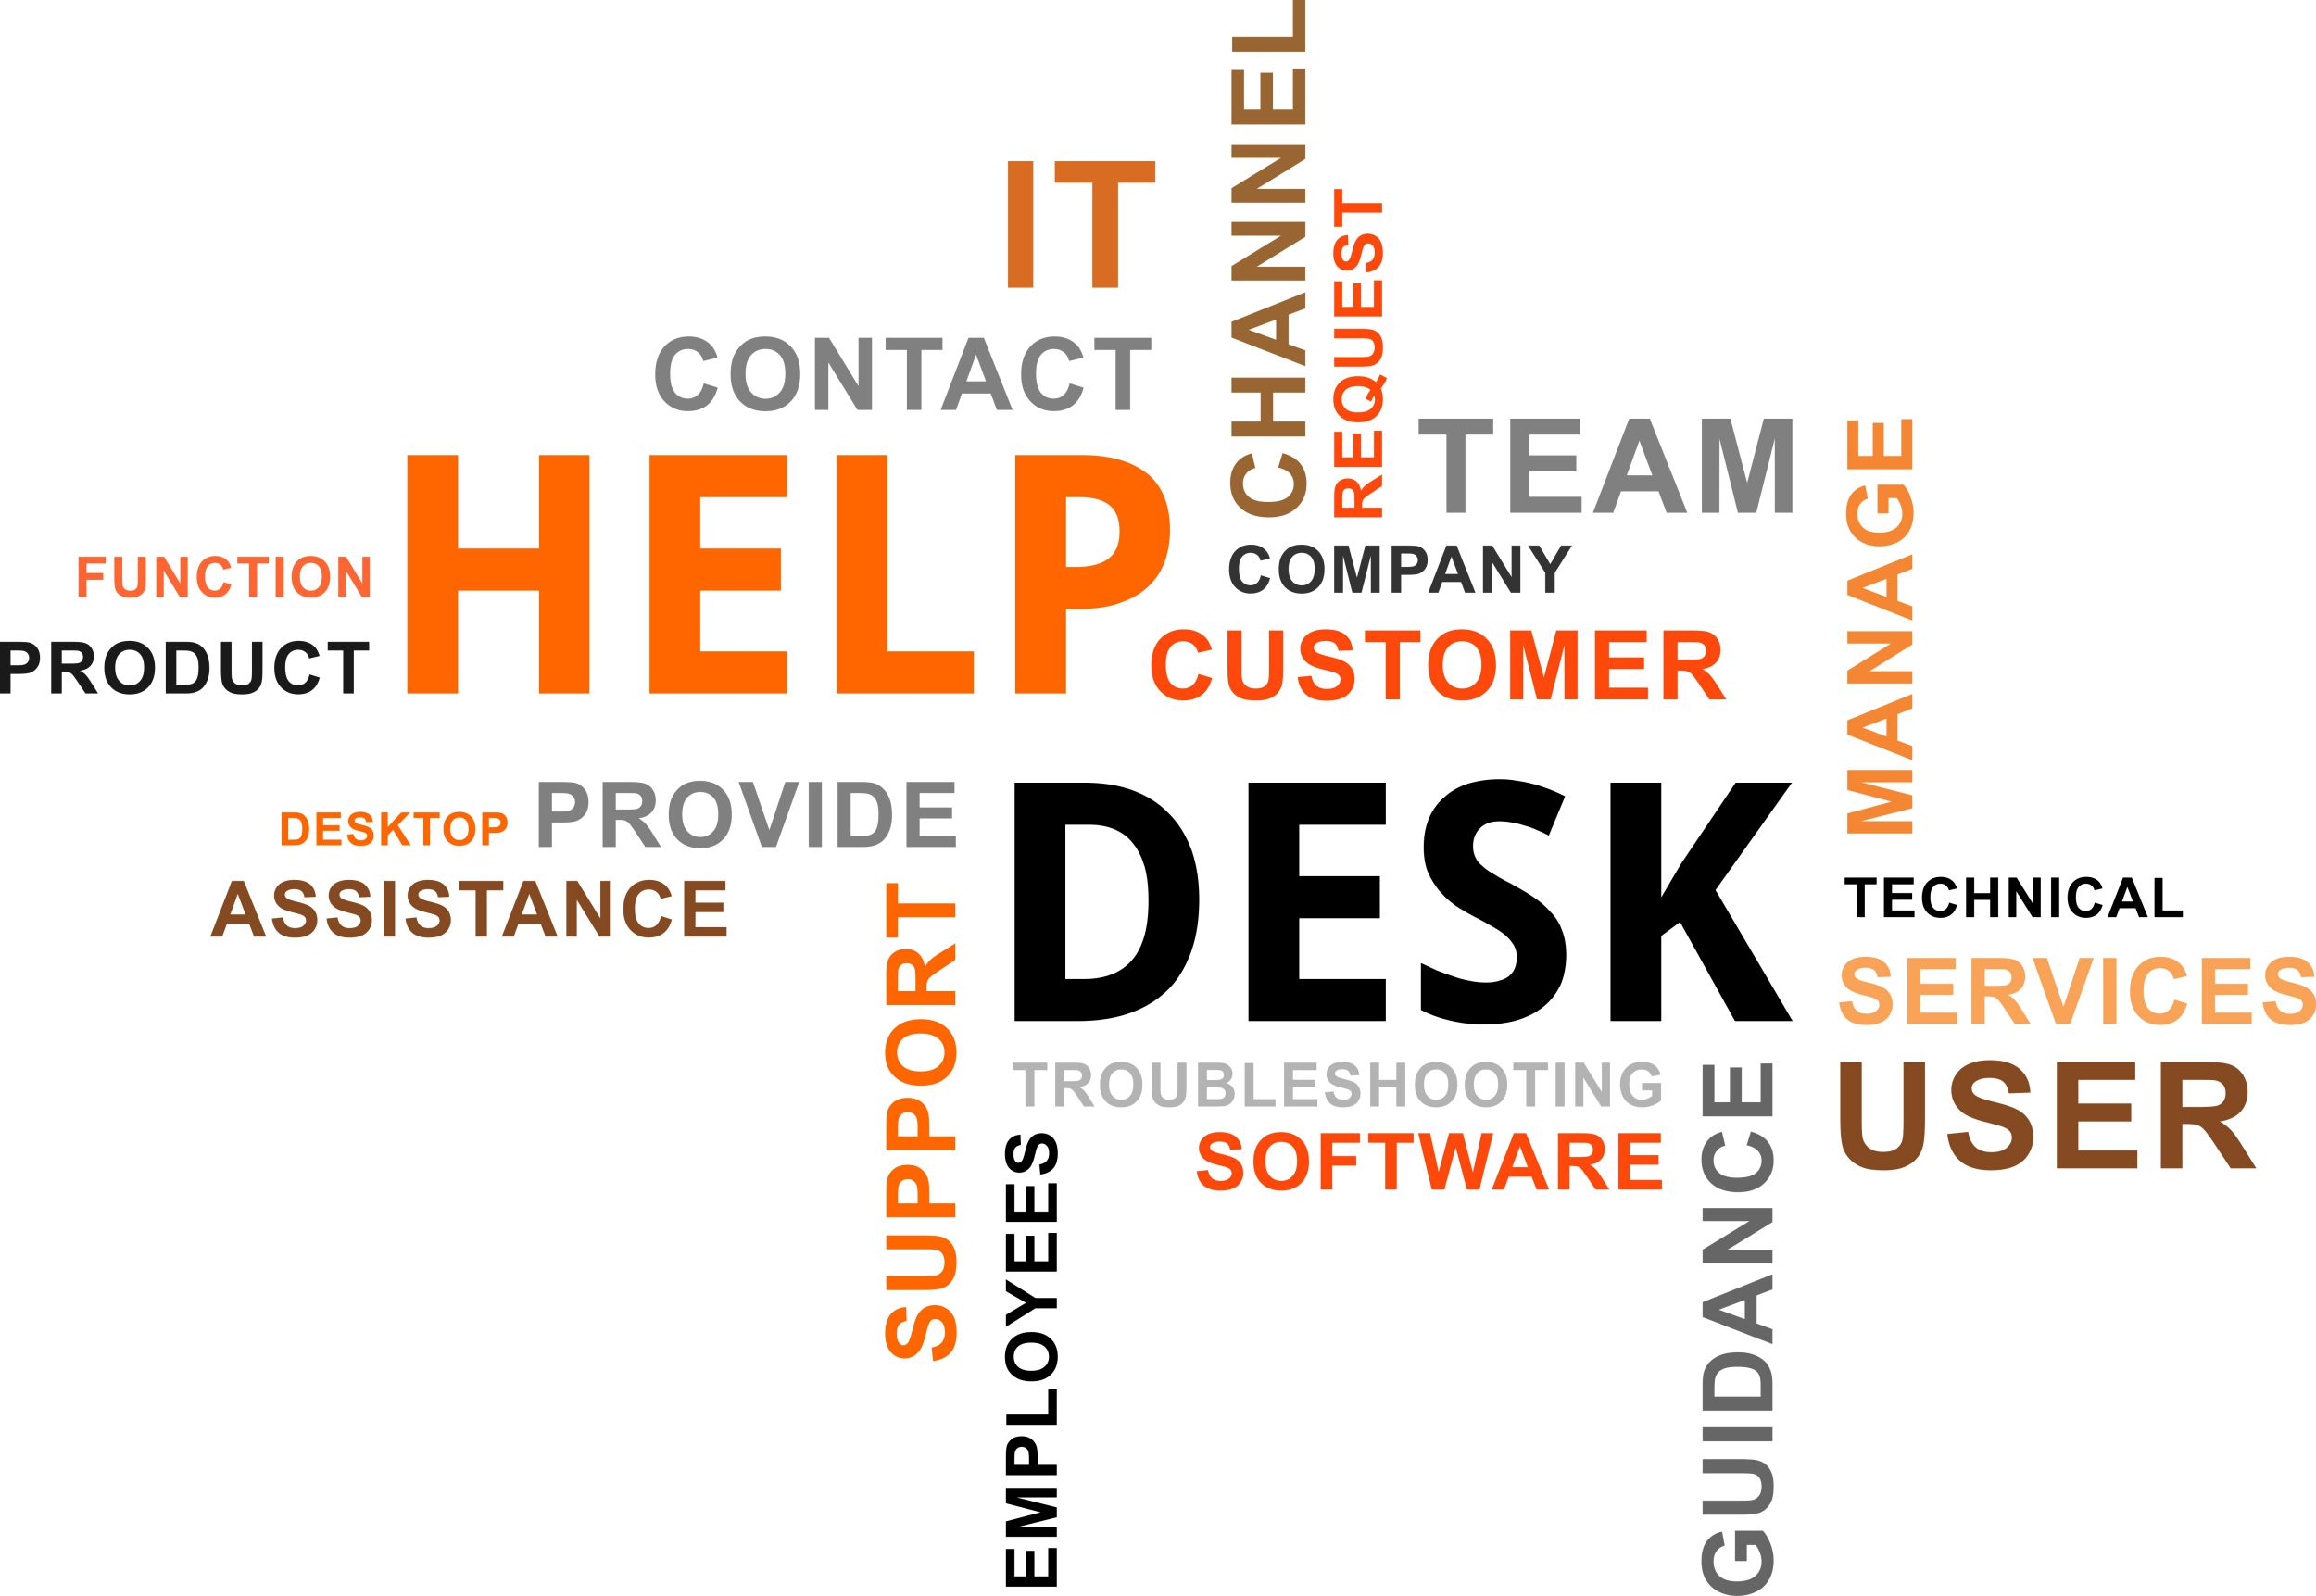 CHANNEL
IT
REQUEST
CONTACT
TEAM
MANAGE
HELP
FUNCTION
COMPANY
PRODUCT
CUSTOMER
PROVIDE
DESK
DESKTOP
ASSISTANCE
TECHNICAL
SUPPORT
SERVICES
TROUBLESHOOTING
USER
SOFTWARE
EMPLOYEES
GUIDANCE